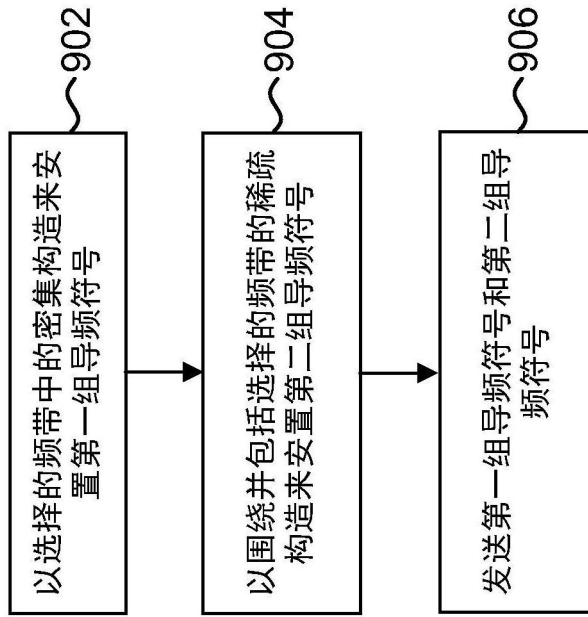 以选择的频带中的密集构造来安
置第一组导频符号
902
以围绕并包括选择的频带的稀疏
构造来安置第二组导频符号
904
发送第一组导频符号和第二组导
频符号
906